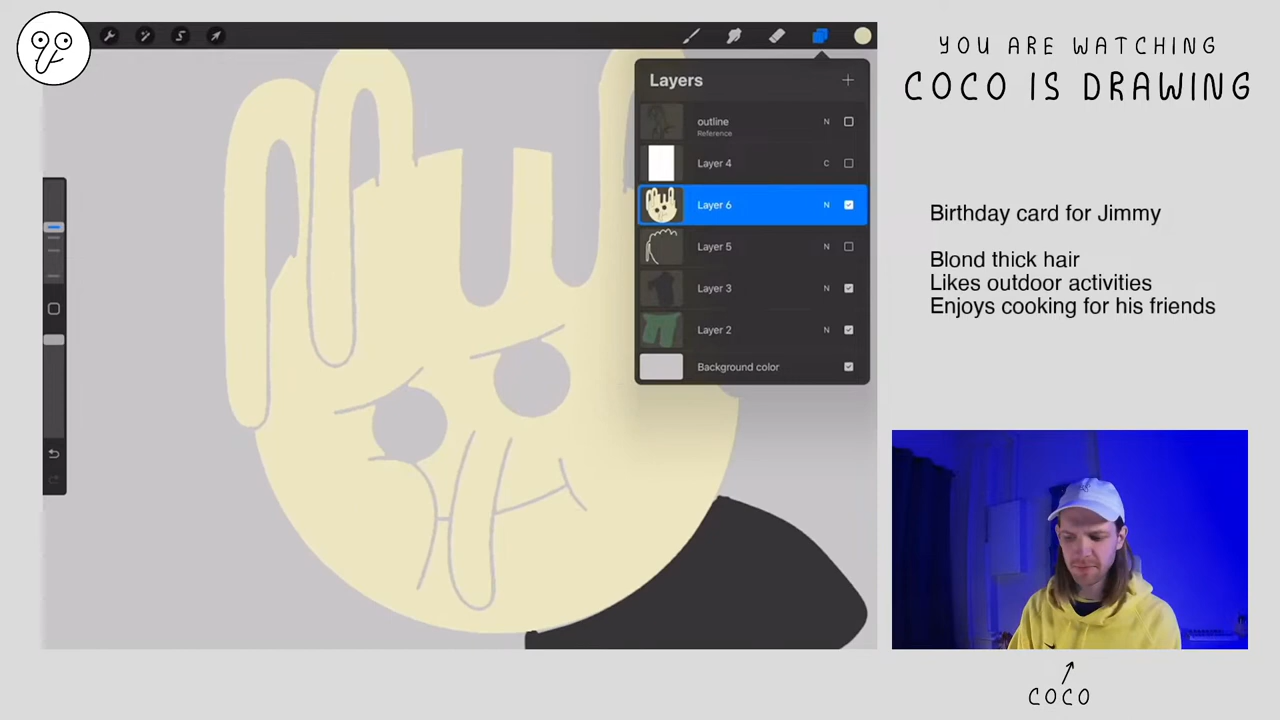 YOU ARE WATCHING
COCO IS DRAWING
Layers
outline
Reference
N
Layer 4
C
Layer 6
N
Layer 5
N
Layer 3
N
Layer 2
N
Background color
Birthday card for Jimmy
Blond thick hair
Likes outdoor activities
Enjoys cooking for his friends
COCO